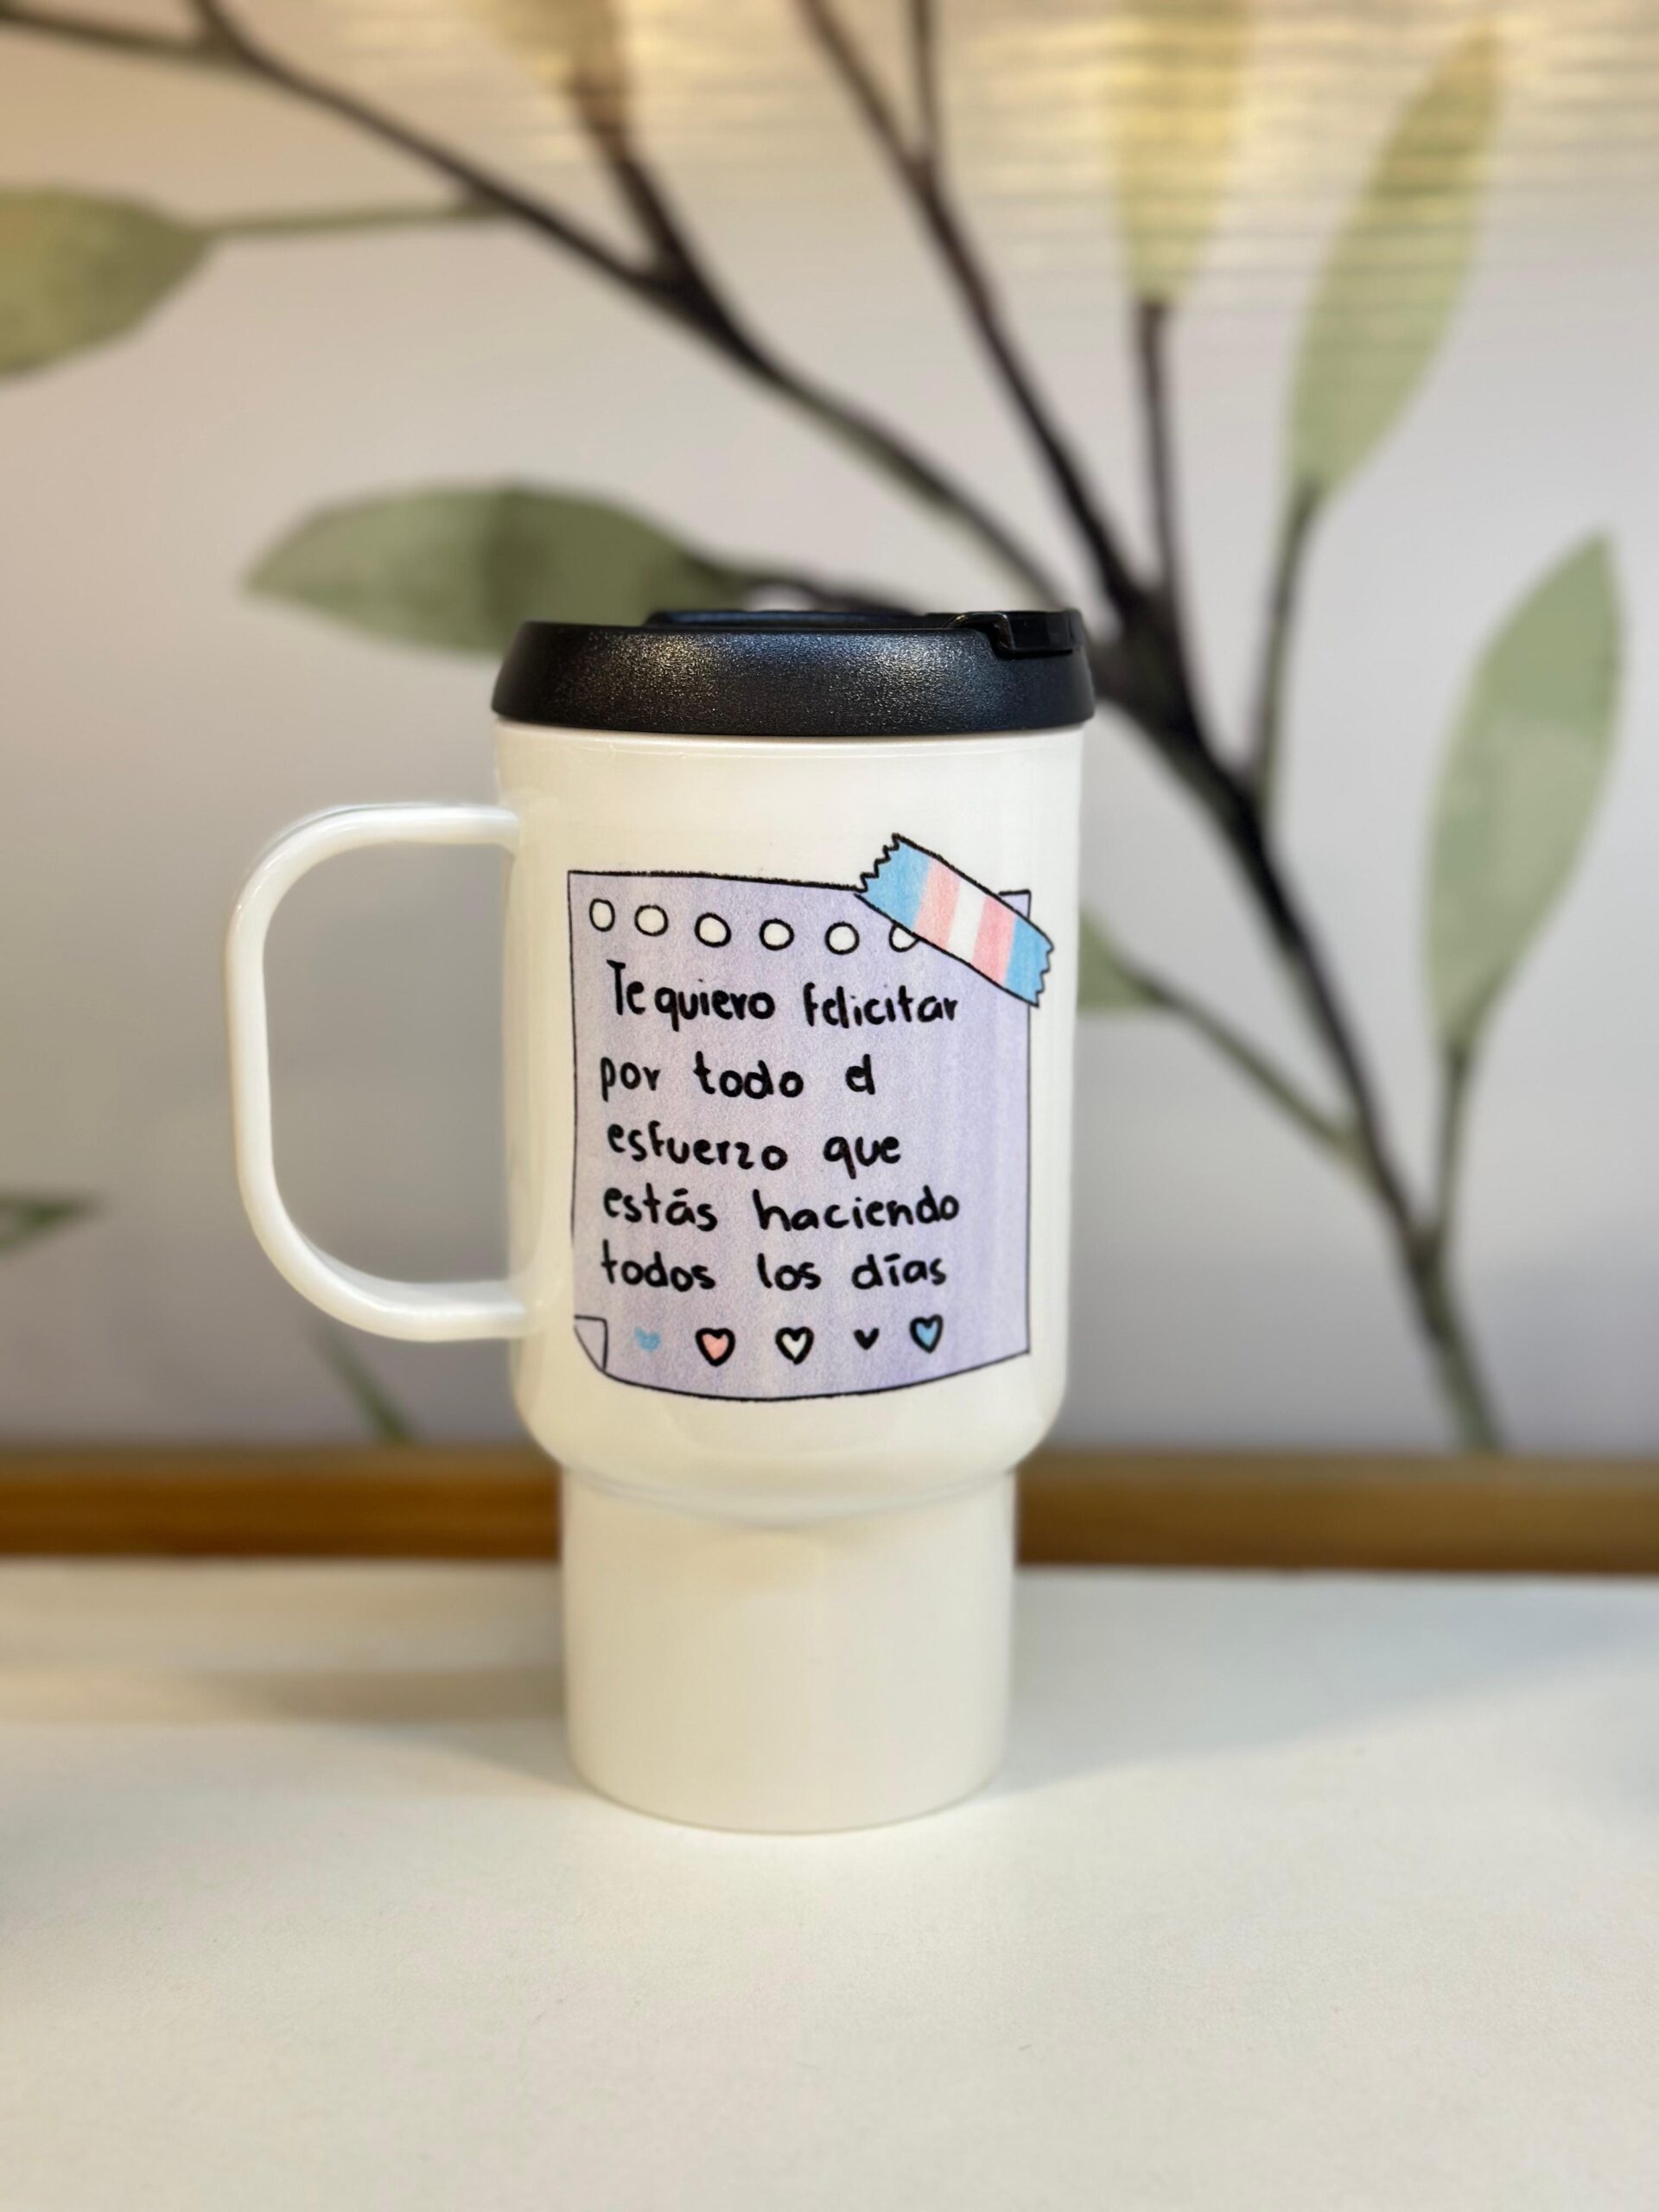 Te quiero felicitar
por todo el
esfuerzo que
estás haciendo
todos los días